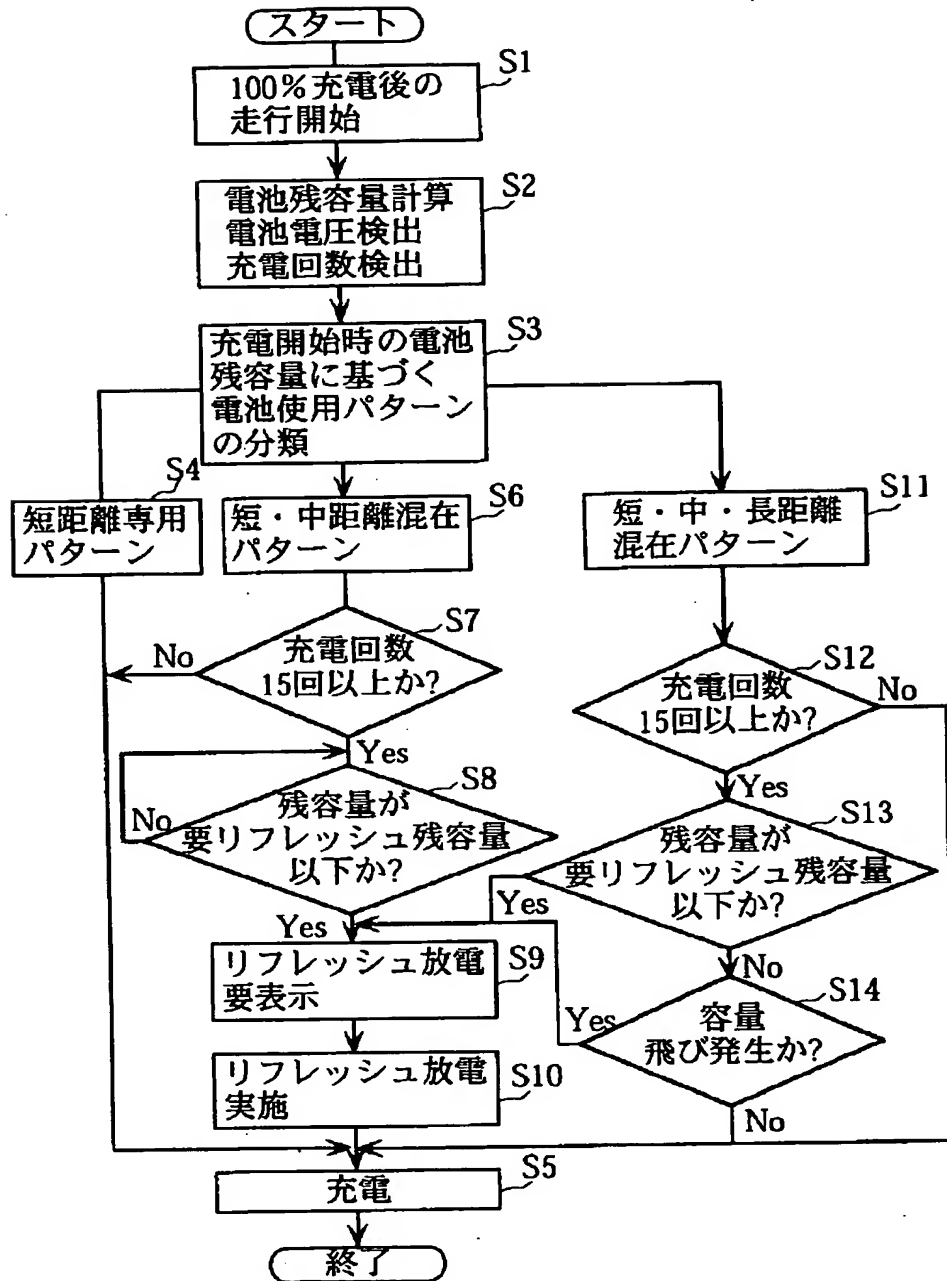 スタート
S1
100%充電後の
走行開始
S2
電池残容量計算
電池電圧検出
充電回数検出
S3
充電開始時の電池
残容量に基づく
電池使用パターン
の分類
S4
短距離専用
パターン
S6
短・中距離混在
パターン
S11
短・中・長距離
混在パターン
S7
充電回数
15回以上か?
No
Yes
S12
充電回数
15回以上か?
No
Yes
S8
残容量が
要リフレッシュ残容量
以下か?
No
Yes
S13
残容量が
要リフレッシュ残容量
以下か?
Yes
No
S9
リフレッシュ放電
要表示
S14
容量
飛び発生か?
Yes
No
S10
リフレッシュ放電
実施
S5
充電
終了